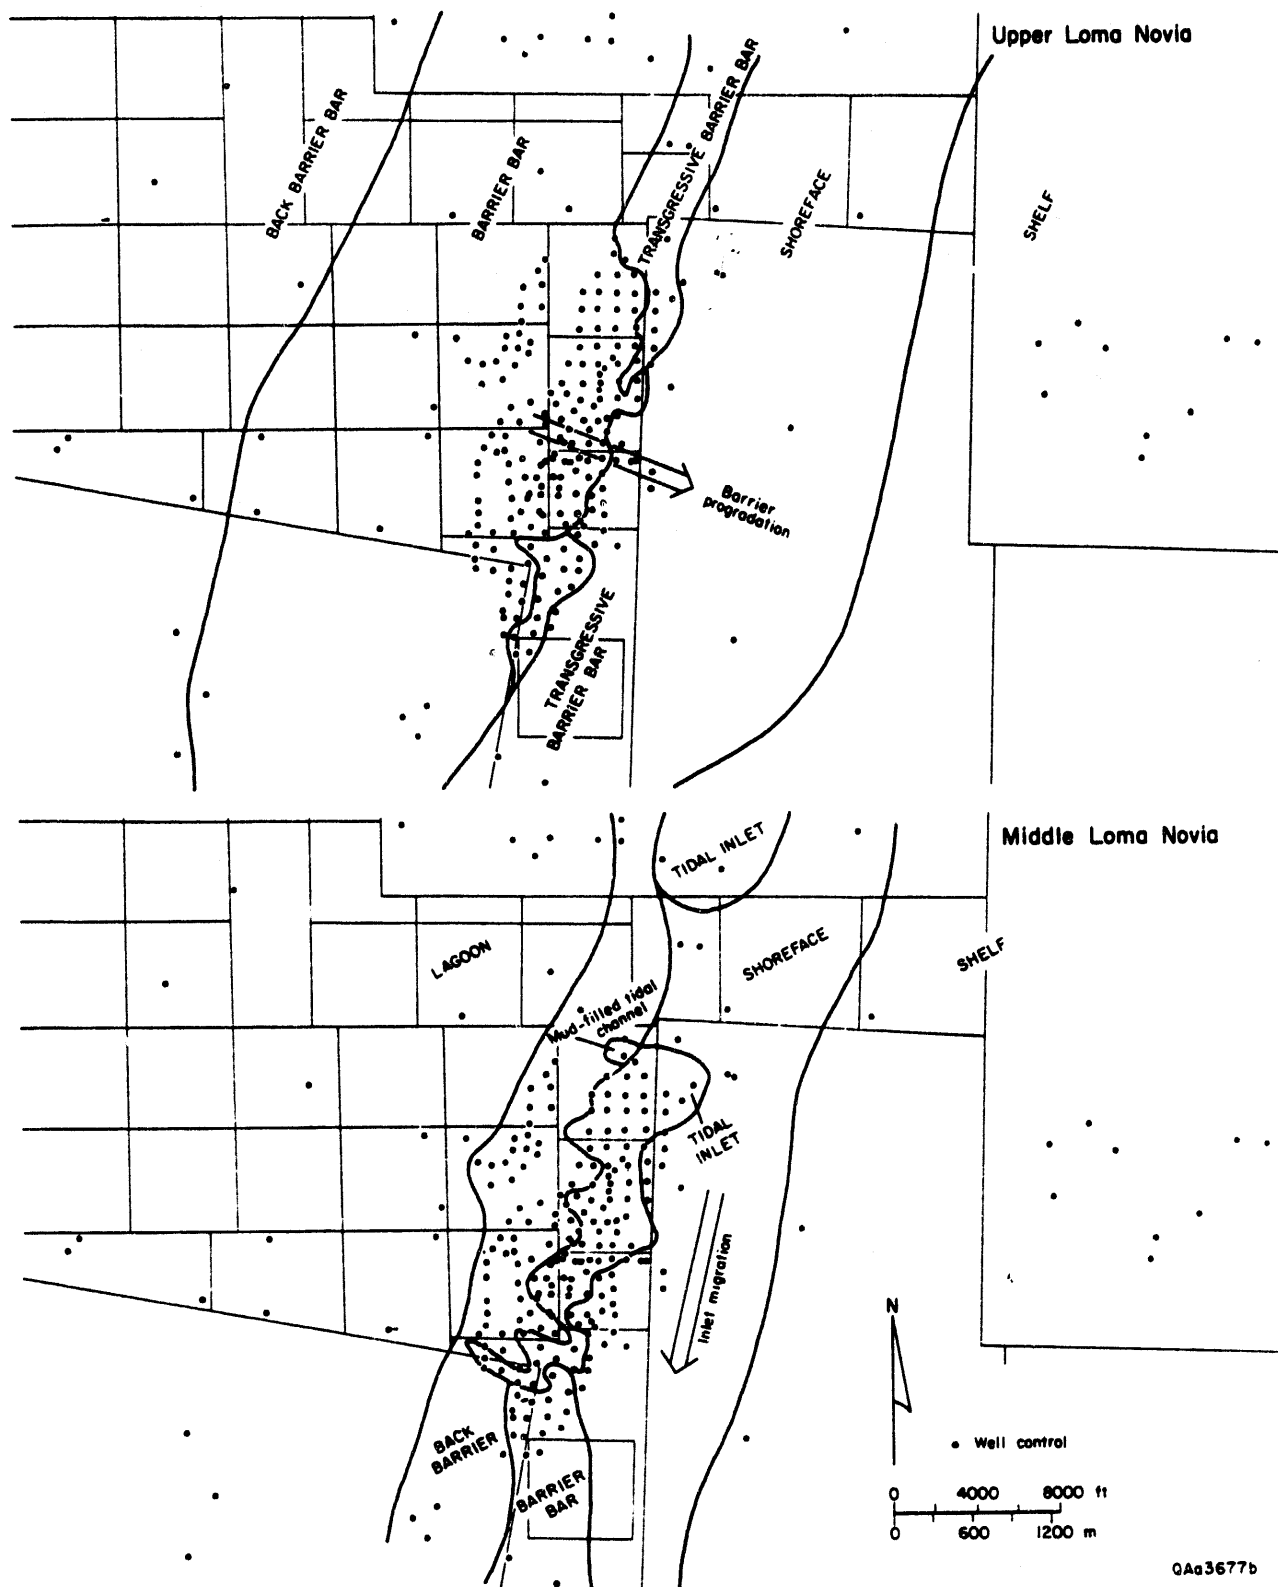 Upper Loma Novia
BACK BARRIER BAR
BARRIER BAR
TRANSGRESSIVE BARRIER BAR
SHOREFACE
SHELF
Barrier
progradation
TRANSGRESSIVE
BARRIER BAR
Middle Loma Novia
TIDAL INLET
LAGOON
SHOREFACE
SHELF
Mud-filled tidal
channel
TIDAL
INLET
Inlet migration
BACK
BARRIER
BARRIER
BAR
N
Well control
0 4000 8000 ft
0 600 1200 m
QAa3677b